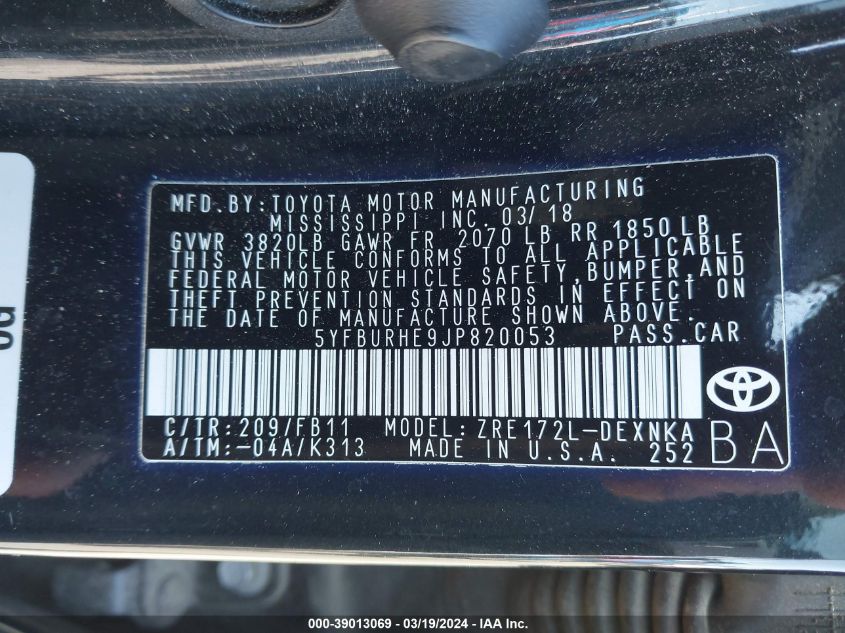 MFD. BY: TOYOTA MOTOR MANUFACTURING
MISSISSIPPI INC. 03/18
GVWR 3820LB GAWR FR 2070 LB RR 1850 LB
THIS VEHICLE CONFORMS TO ALL APPLICABLE
FEDERAL MOTOR VEHICLE SAFETY, BUMPER, AND
THEFT PREVENTION STANDARDS IN EFFECT ON
THE DATE OF MANUFACTURE SHOWN ABOVE.
5YFBURHE9JP820053 PASS. CAR
C/TR: 209/FB11 MODEL: ZRE172L-DEXNKA
A/TM: -04A/K313 MADE IN U.S.A. 252
BA
000-39013069 - 03/19/2024 - IAA Inc.